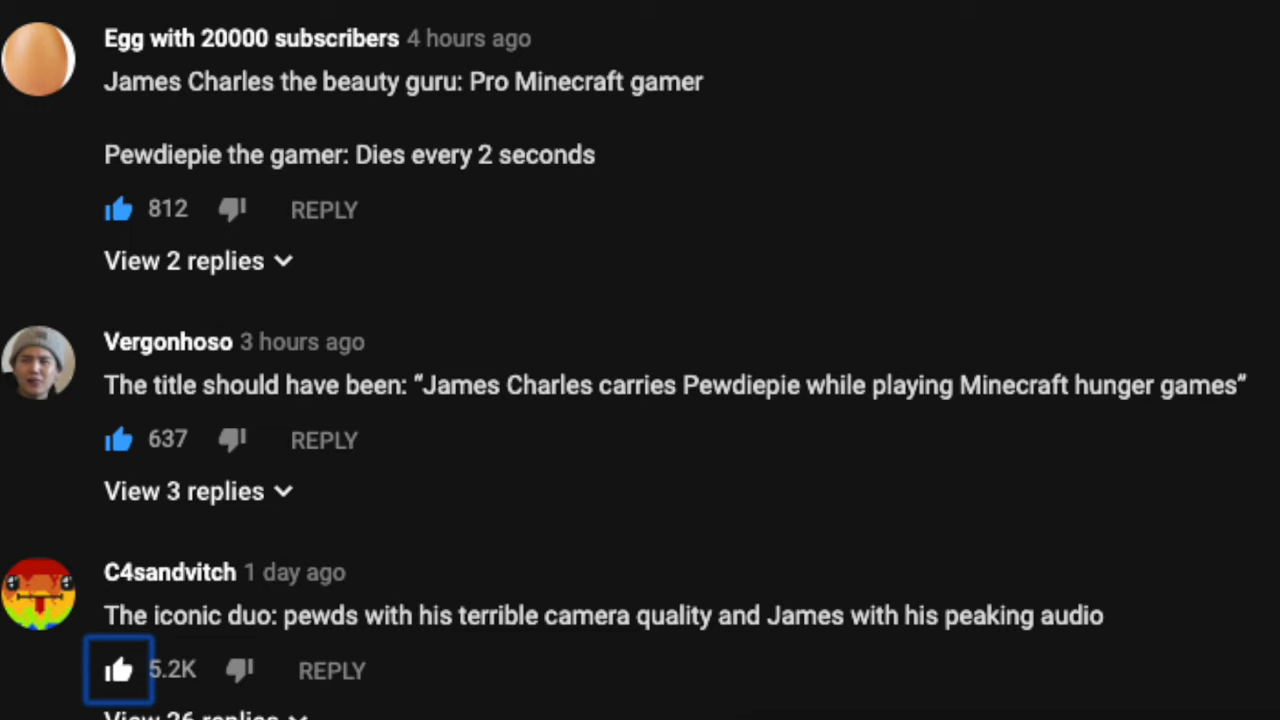 Egg with 20000 subscribers 4 hours ago
James Charles the beauty guru: Pro Minecraft gamer
Pewdiepie the gamer: Dies every 2 seconds
812 REPLY
View 2 replies
Vergonhoso 3 hours ago
The title should have been: “James Charles carries Pewdiepie while playing Minecraft hunger games”
637 REPLY
View 3 replies
C4sandvitch 1 day ago
The iconic duo: pewds with his terrible camera quality and James with his peaking audio
5.2K REPLY
View 26 replies